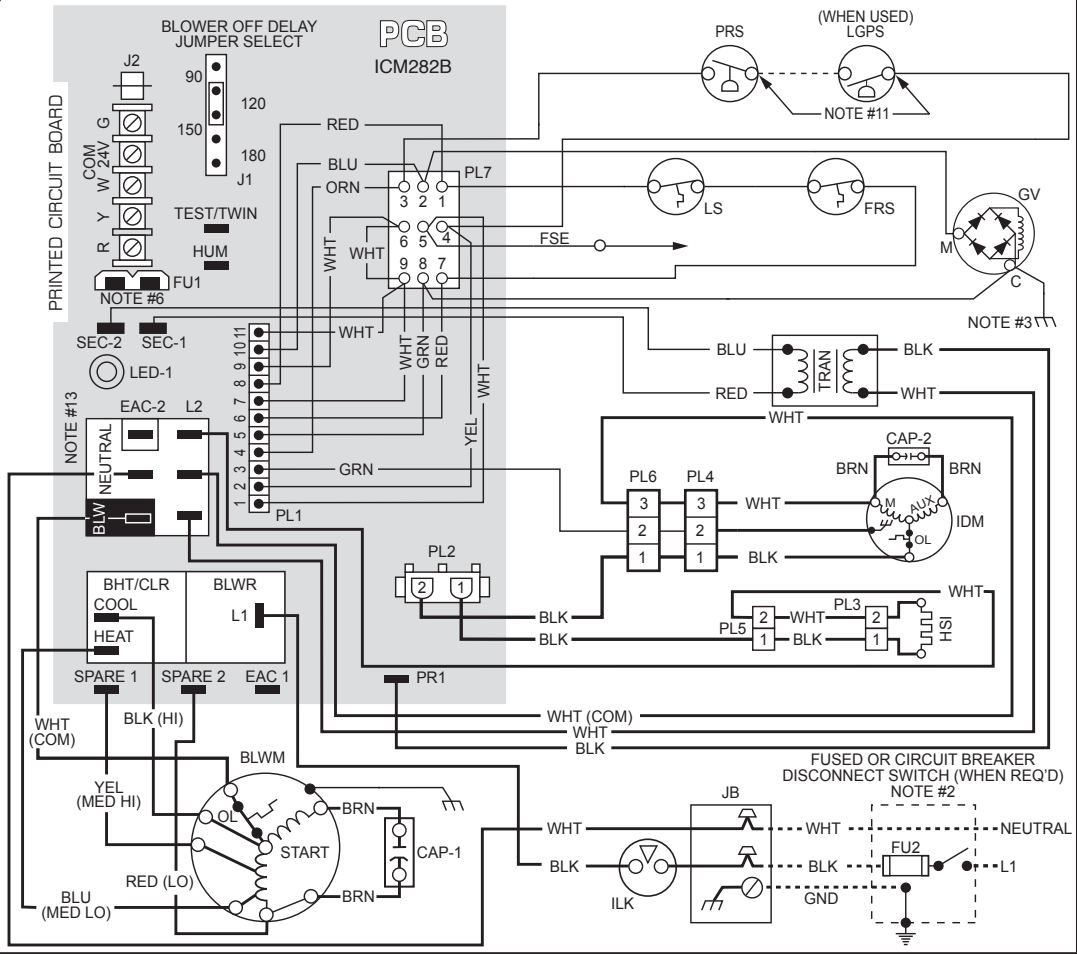 BLOWER OFF DELAY
JUMPER SELECT
PCB
ICM282B
(WHEN USED)
LGPS
PRS
NOTE #11
J2
90
120
150
180
J1
PRINTED CIRCUIT BOARD
G
COM
24V
W
Y
R
TEST/TWIN
HUM
FU1
NOTE #6
SEC-2
SEC-1
LED-1
RED
BLU
ORN
PL7
3 2 1
6 5 4
9 8 7
WHT
WHT
WHT
WHT
GRN
RED
YEL
WHT
LS
FRS
FSE
GV
M
C
NOTE #3
BLU
TRAN
BLK
RED
WHT
NOTE #13
EAC-2
L2
NEUTRAL
BLW
11
10
9
8
7
6
5
4
3
2
1
PL1
GRN
WHT
CAP-2
BRN
BRN
PL6
PL4
3
3
WHT
2
2
1
1
BLK
M
AUX
OL
IDM
PL2
2
1
BLK
BLK
WHT
PL5
2
WHT
PL3
2
1
BLK
1
HSI
BHT/CLR
BLWR
COOL
L1
HEAT
SPARE 1
SPARE 2
EAC 1
PR1
WHT (COM)
WHT
BLK
WHT
(COM)
BLK (HI)
YEL
(MED HI)
RED (LO)
BLU
(MED LO)
BLWM
OL
START
BRN
CAP-1
BRN
FUSED OR CIRCUIT BREAKER
DISCONNECT SWITCH (WHEN REQ'D)
NOTE #2
JB
WHT
WHT
NEUTRAL
BLK
ILK
BLK
FU2
L1
GND